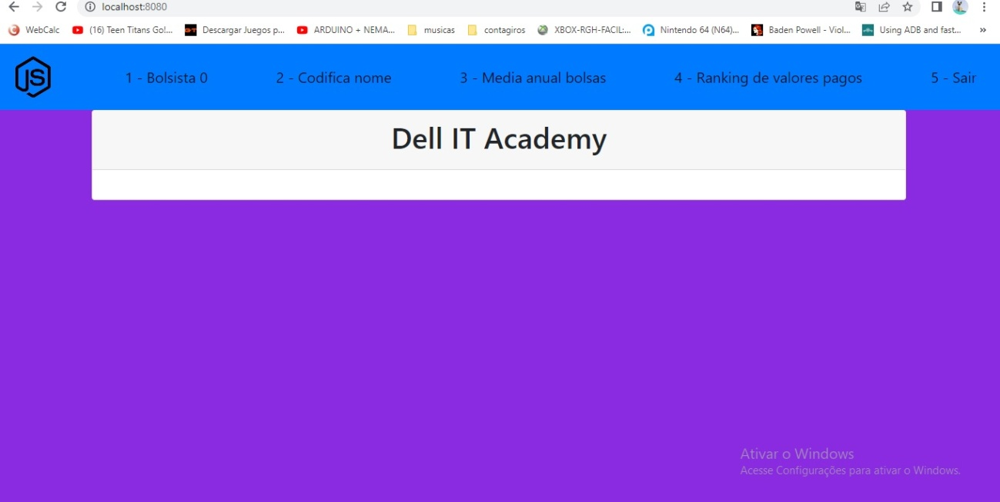 localhost:8080
WebCalc (16) Teen Titans Go!... Descargar Juegos p... ARDUINO + NEMA... musicas contagiros XBOX-RGH-FACIL:... Nintendo 64 (N64)... Baden Powell - Viol... Using ADB and fast... »
JS 1 - Bolsista 0 2 - Codifica nome 3 - Media anual bolsas 4 - Ranking de valores pagos 5 - Sair
Dell IT Academy
Ativar o Windows
Acesse Configurações para ativar o Windows.